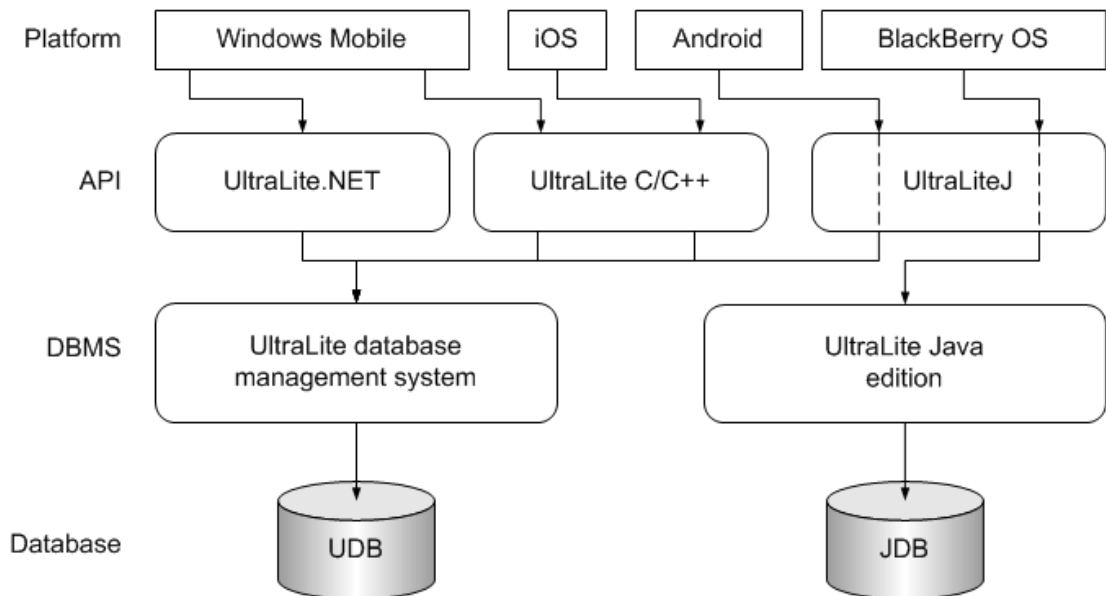 Platform
Windows Mobile
iOS
Android
BlackBerry OS
API
UltraLite.NET
UltraLite C/C++
UltraLiteJ
DBMS
UltraLite database
management system
UltraLite Java
edition
Database
UDB
JDB